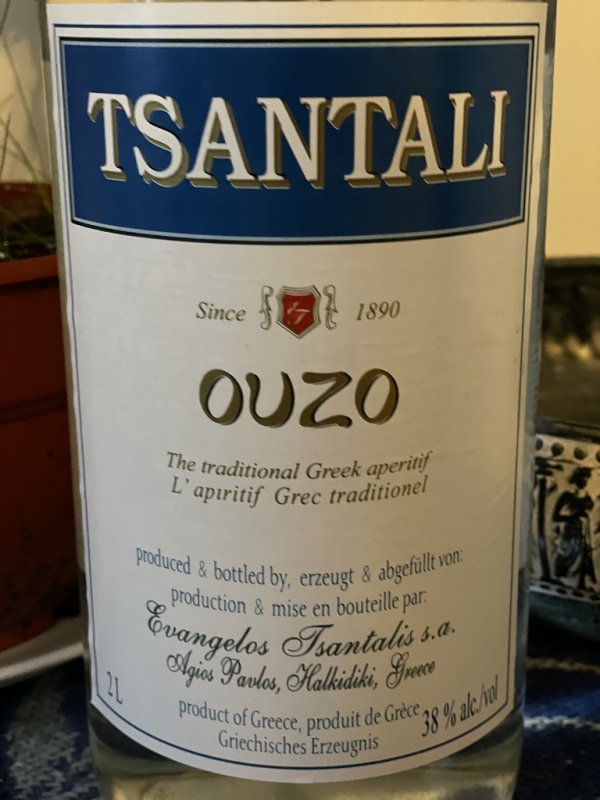 TSANTALI
Since 1890
OUZO
The traditional Greek aperitif
L' apiritif Grec traditionel
produced & bottled by, erzeugt & abgefüllt von:
production & mise en bouteille par:
Evangelos Tsantalis s.a.
Agios Pavlos, Halkidiki, Greece
2 L
product of Greece, produit de Grèce
38 % alc./vol
Griechisches Erzeugnis